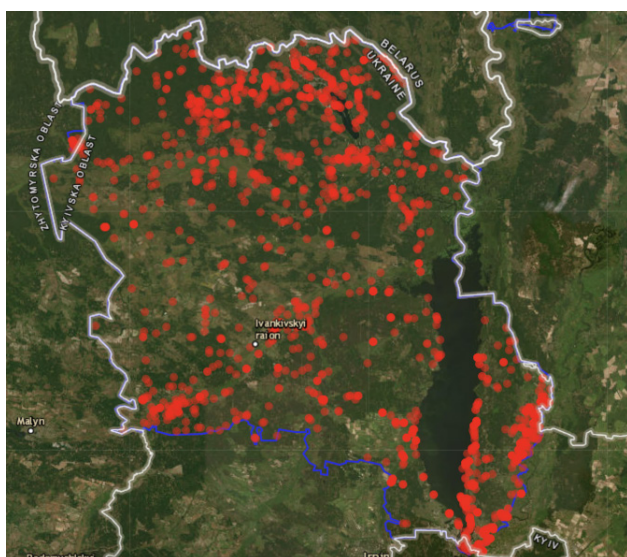 BELARUS
UKRAINE
ZHYTOMYRSKA OBLAST
KYIVSKA OBLAST
Ivankivskyi
raion
Malyn
KYIV